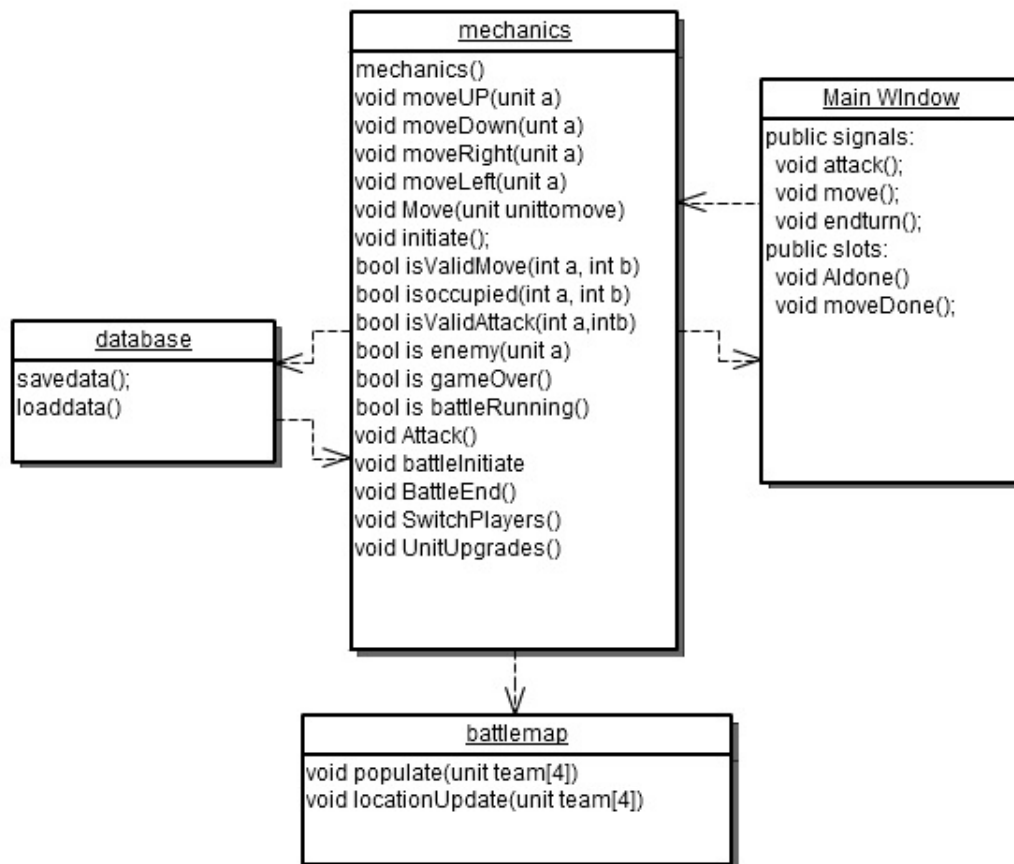 mechanics
mechanics()
void moveUP(unit a)
void moveDown(unt a)
void moveRight(unit a)
void moveLeft(unit a)
void Move(unit unittomove)
void initiate();
bool isValidMove(int a, int b)
bool isoccupied(int a, int b)
bool isValidAttack(int a,intb)
bool is enemy(unit a)
bool is gameOver()
bool is battleRunning()
void Attack()
void battleInitiate
void BattleEnd()
void SwitchPlayers()
void UnitUpgrades()
Main WIndow
public signals:
void attack();
void move();
void endturn();
public slots:
void AIdone()
void moveDone();
database
savedata();
loaddata()
battlemap
void populate(unit team[4])
void locationUpdate(unit team[4])